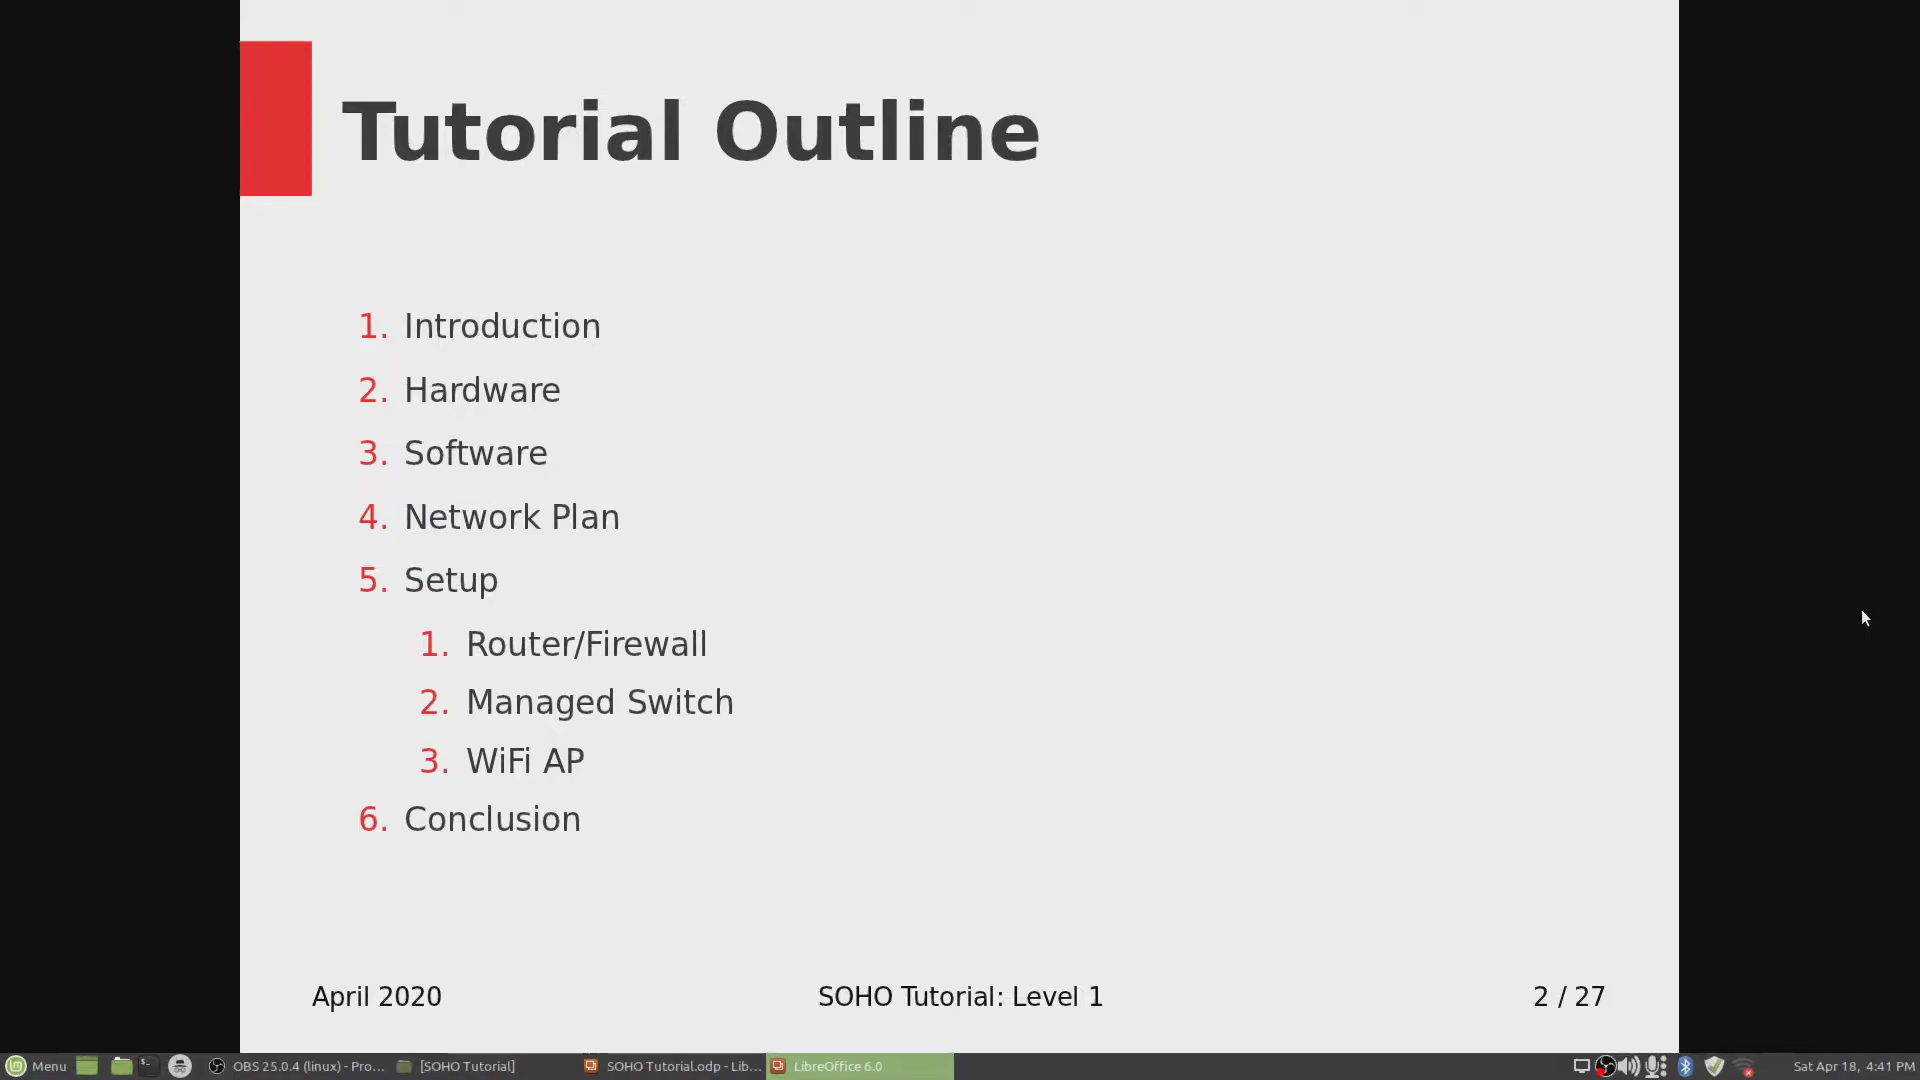 Tutorial Outline
1. Introduction
2. Hardware
3. Software
4. Network Plan
5. Setup
1. Router/Firewall
2. Managed Switch
3. WiFi AP
6. Conclusion
April 2020 SOHO Tutorial: Level 1 2 / 27
Menu OBS 25.0.4 (linux) - Pro... [SOHO Tutorial] SOHO Tutorial.odp - Lib... LibreOffice 6.0 Sat Apr 18, 4:41 PM